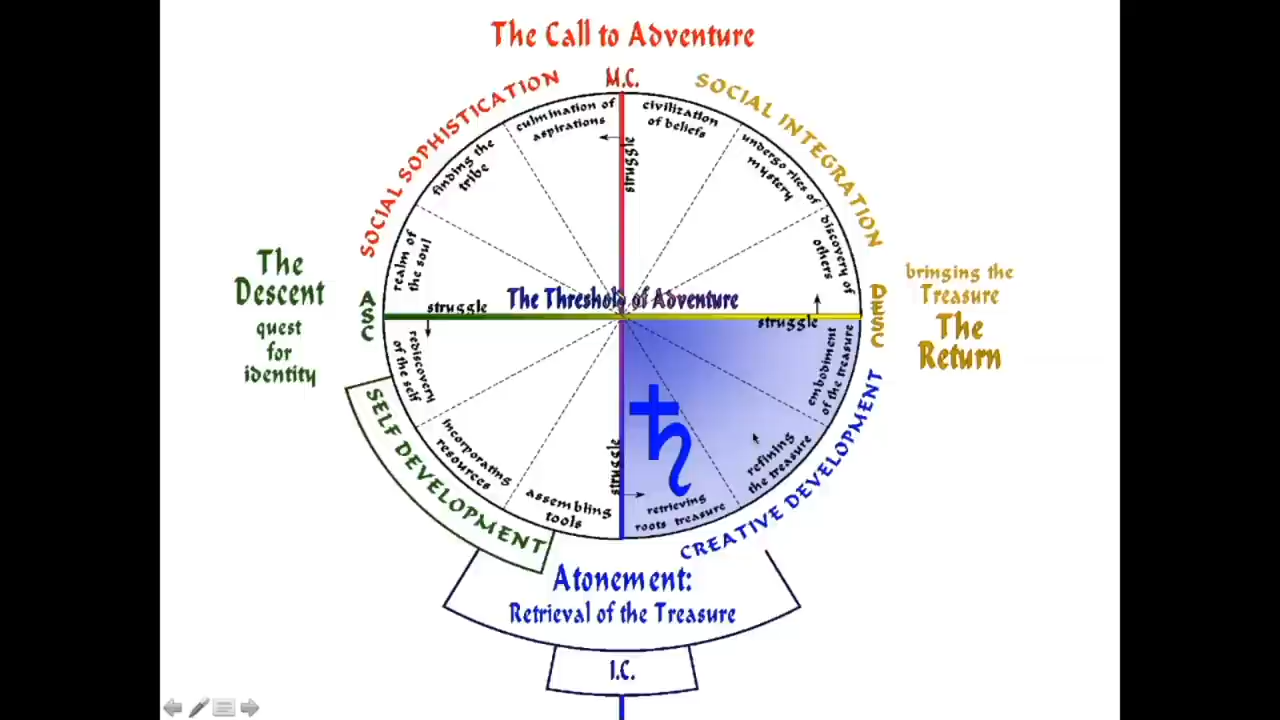 The Call to Adventure
M.C.
SOCIAL SOPHISTICATION
SOCIAL INTEGRATION
culmination of
aspirations
civilization
of beliefs
struggle
finding the
tribe
undergo rites of
mystery
realm of
the soul
discovery of
others
The
Descent
quest
for
identity
ASC
struggle
The Threshold of Adventure
struggle
DESC
bringing the
Treasure
The
Return
rediscovery
of the self
embodiment
of the treasure
SELF DEVELOPMENT
incorporating
resources
refining
the treasure
CREATIVE DEVELOPMENT
assembling
tools
struggle
retrieving
roots treasure
Atonement:
Retrieval of the Treasure
I.C.